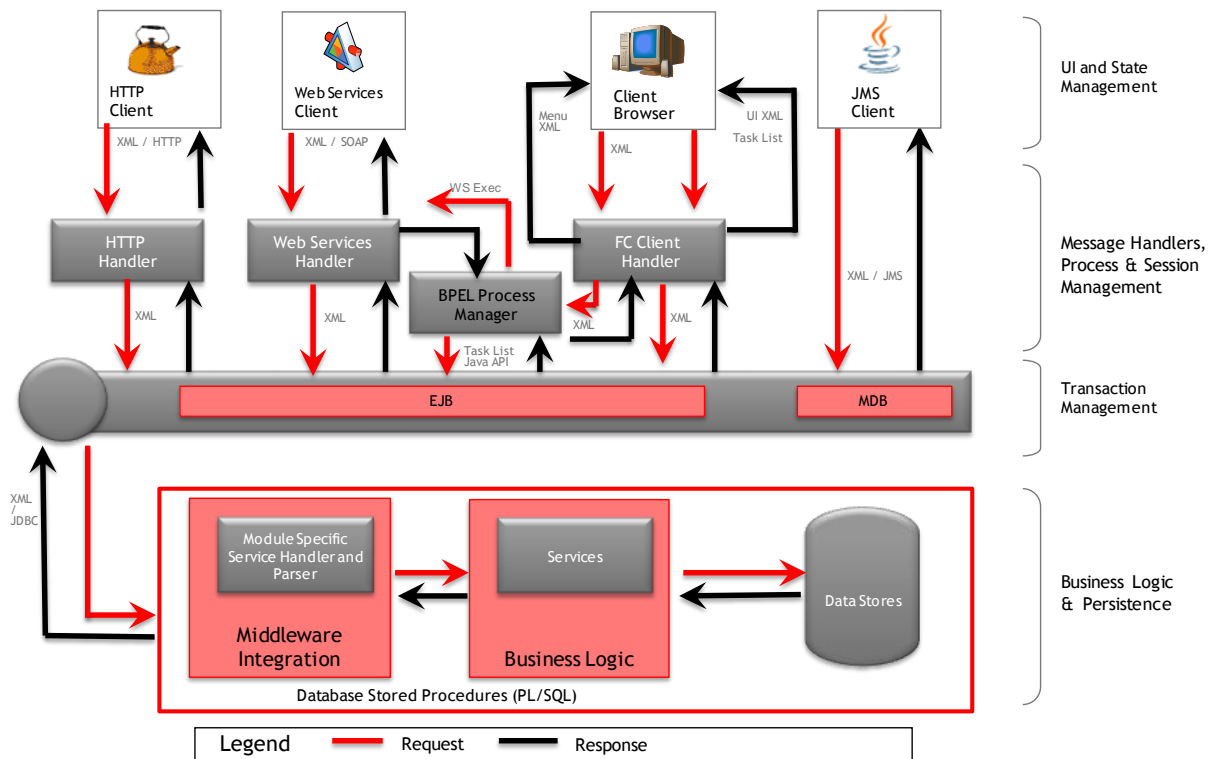 HTTP
Client
Web Services
Client
Client
Browser
JMS
Client
UI and State
Management
XML / HTTP
XML / SOAP
Menu
XML
XML
UI XML
Task List
WS Exec
HTTP
Handler
Web Services
Handler
FC Client
Handler
BPEL Process
Manager
XML / JMS
Message Handlers,
Process & Session
Management
XML
XML
Task List
Java API
XML
XML
EJB
MDB
Transaction
Management
XML
/
JDBC
Module Specific
Service Handler and
Parser
Services
Data Stores
Middleware
Integration
Business Logic
Database Stored Procedures (PL/SQL)
Business Logic
& Persistence
Legend
Request
Response